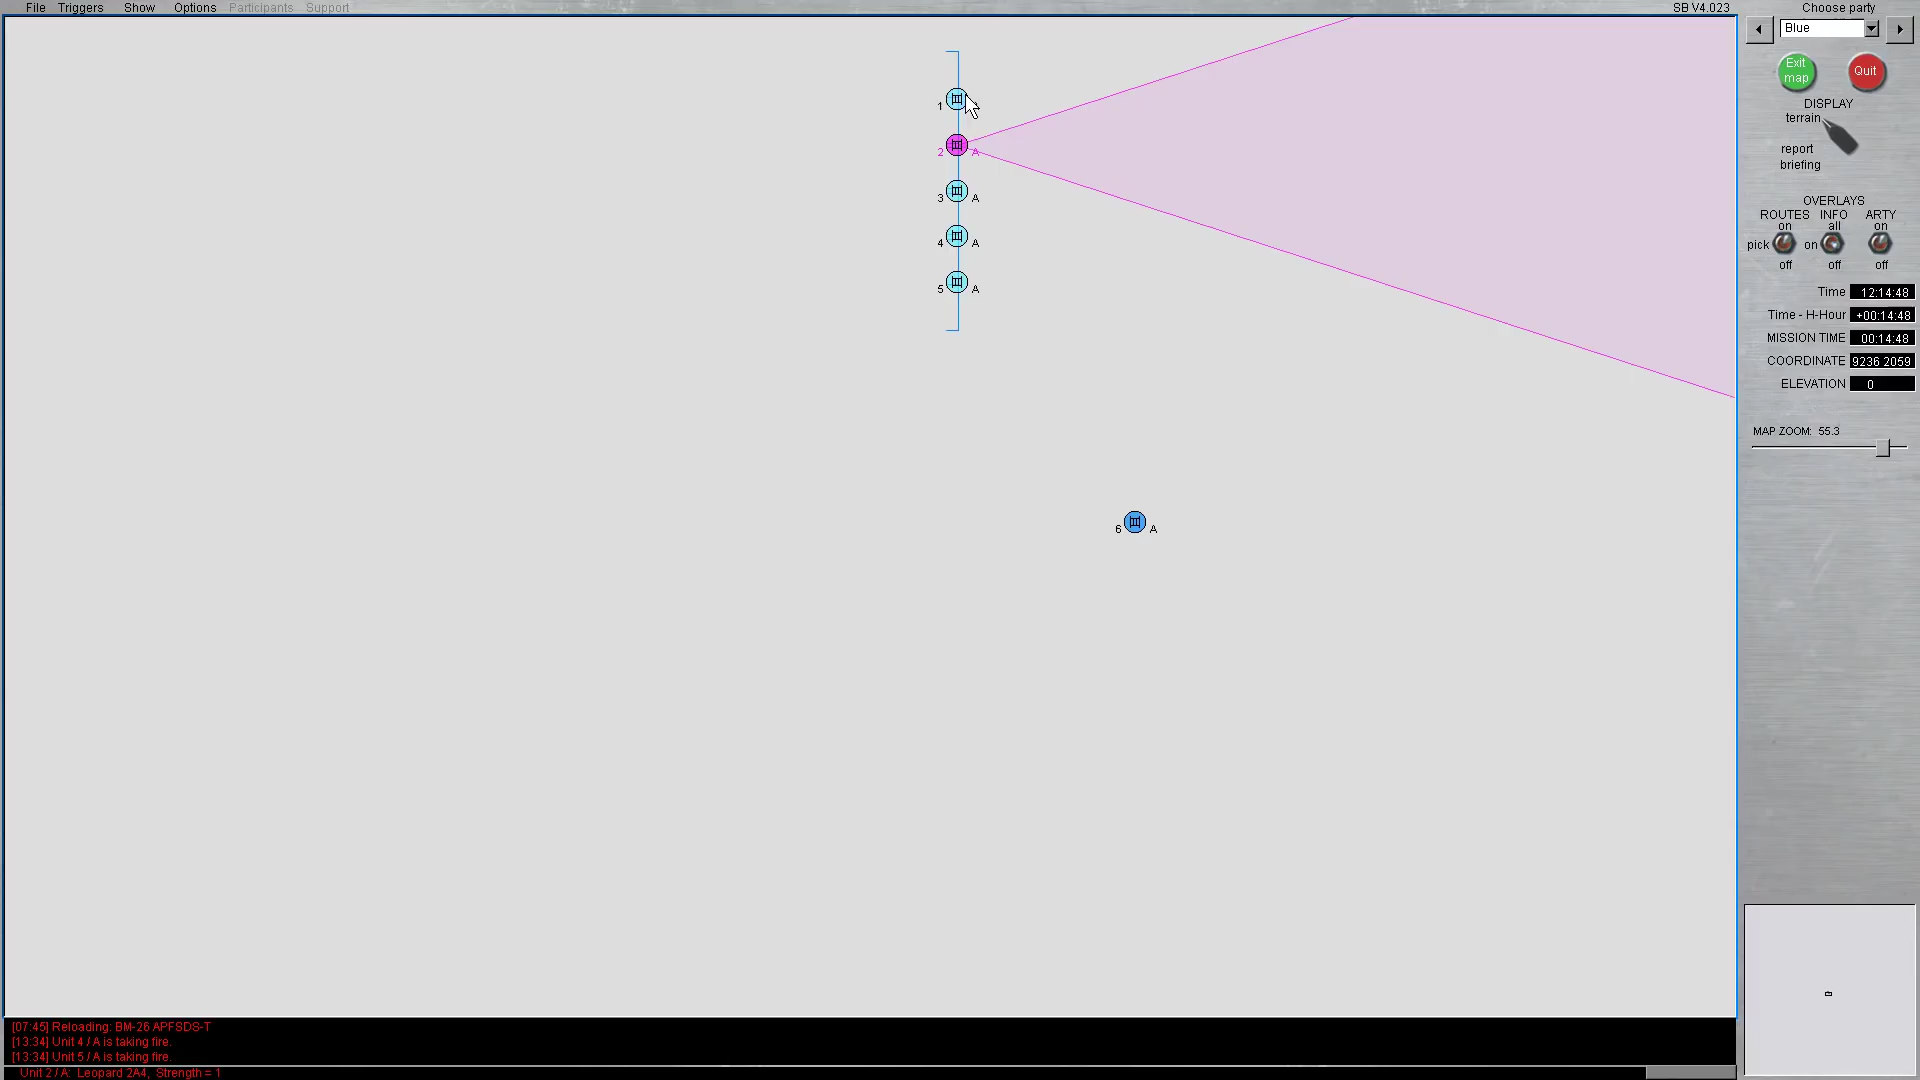 File Triggers Show Options Participants Support SB V4.023 Choose party
Blue
Exit map
Quit
DISPLAY
terrain
report
briefing
OVERLAYS
ROUTES INFO ARTY
on all on
pick on
off off off
Time 12:14:48
Time - H-Hour +00:14:48
MISSION TIME 00:14:48
COORDINATE 9236 2059
ELEVATION 0
MAP ZOOM: 55.3
1
2 A
3 A
4 A
5 A
6 A
[07:45] Reloading: BM-26 APFSDS-T
[13:34] Unit 4 / A is taking fire.
[13:34] Unit 5 / A is taking fire.
Unit 2 / A: Leopard 2A4, Strength = 1